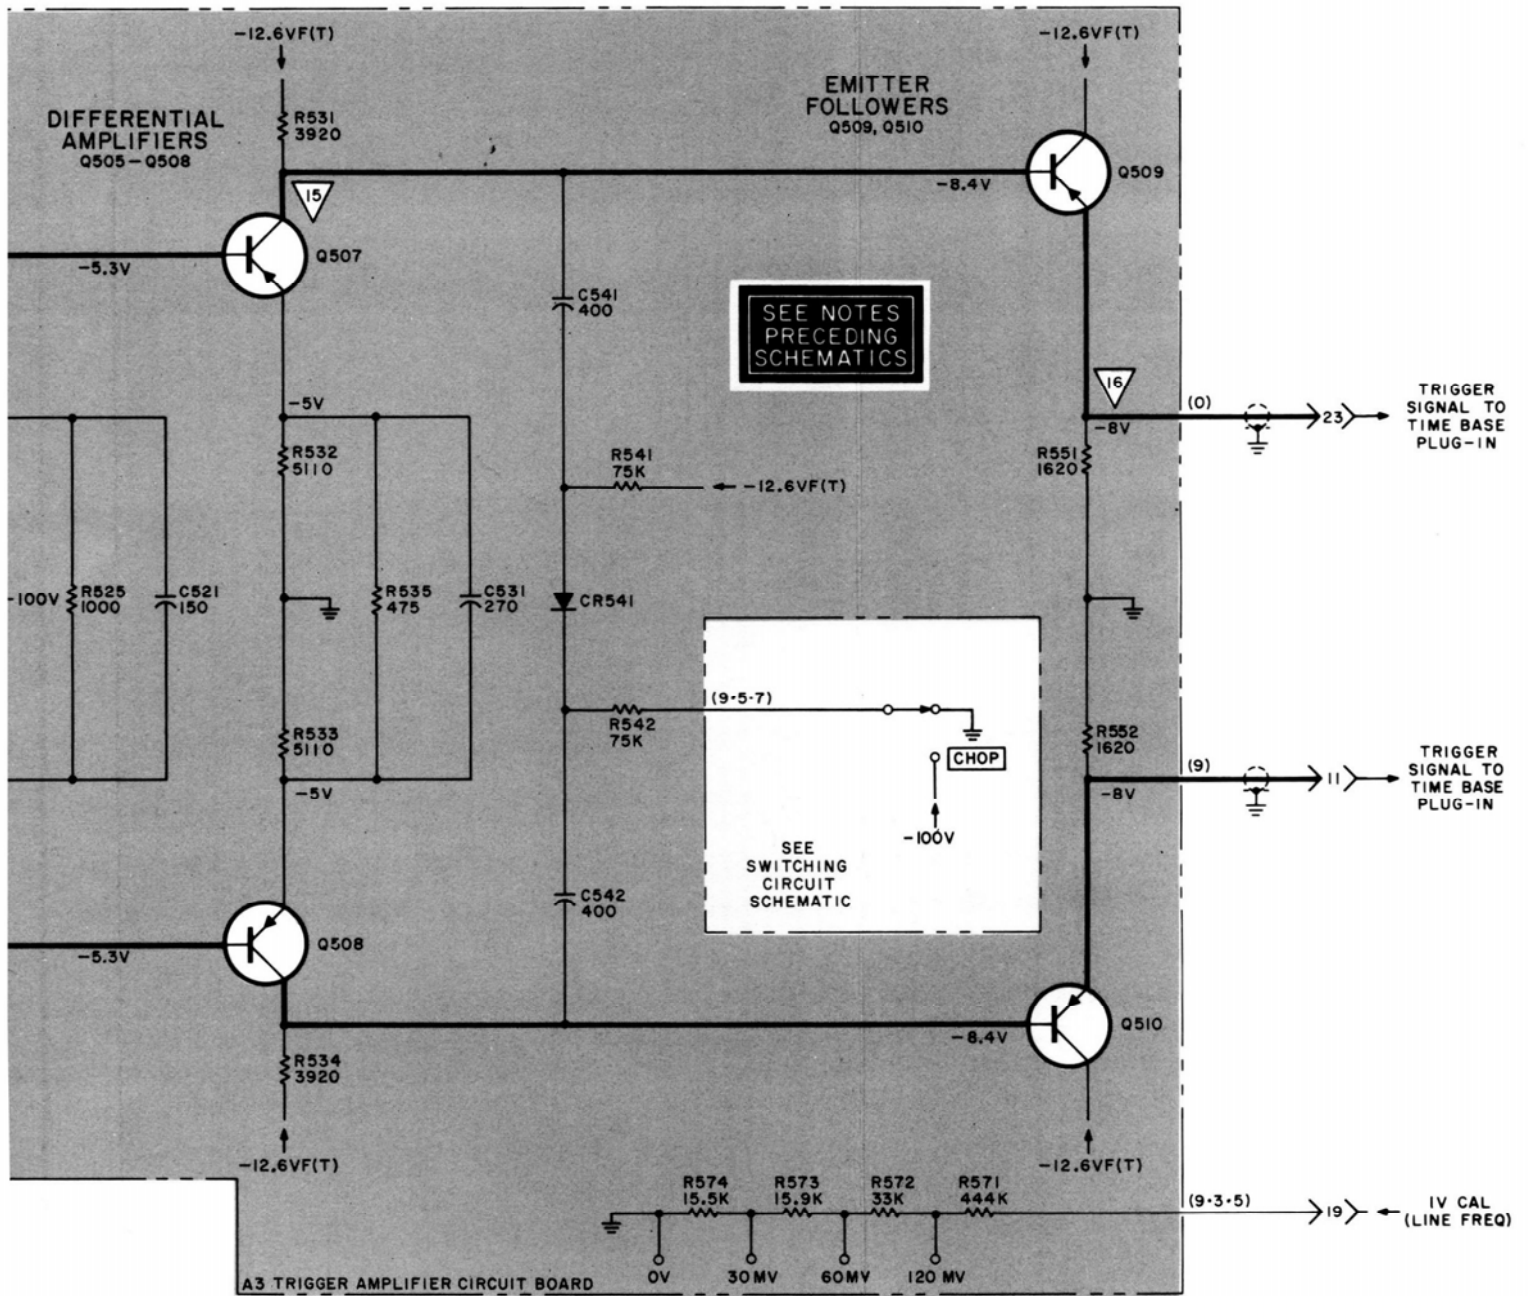 -12.6VF(T)
-12.6VF(T)
DIFFERENTIAL
AMPLIFIERS
Q505-Q508
R531
3920
EMITTER
FOLLOWERS
Q509, Q510
15
Q507
-5.3V
-8.4V
Q509
C541
400
SEE NOTES
PRECEDING
SCHEMATICS
-5V
R532
5110
R541
75K
-12.6VF(T)
16
-8V
R551
1620
(0)
23
TRIGGER
SIGNAL TO
TIME BASE
PLUG-IN
-100V
R525
1000
C521
150
R535
475
C531
270
CR541
R533
5110
-5V
R542
75K
(9·5·7)
CHOP
-100V
SEE
SWITCHING
CIRCUIT
SCHEMATIC
R552
1620
-8V
(9)
11
TRIGGER
SIGNAL TO
TIME BASE
PLUG-IN
C542
400
Q508
-5.3V
-8.4V
Q510
R534
3920
-12.6VF(T)
-12.6VF(T)
R574
15.5K
R573
15.9K
R572
33K
R571
444K
(9·3·5)
19
1V CAL
(LINE FREQ)
0V
30MV
60MV
120 MV
A3 TRIGGER AMPLIFIER CIRCUIT BOARD